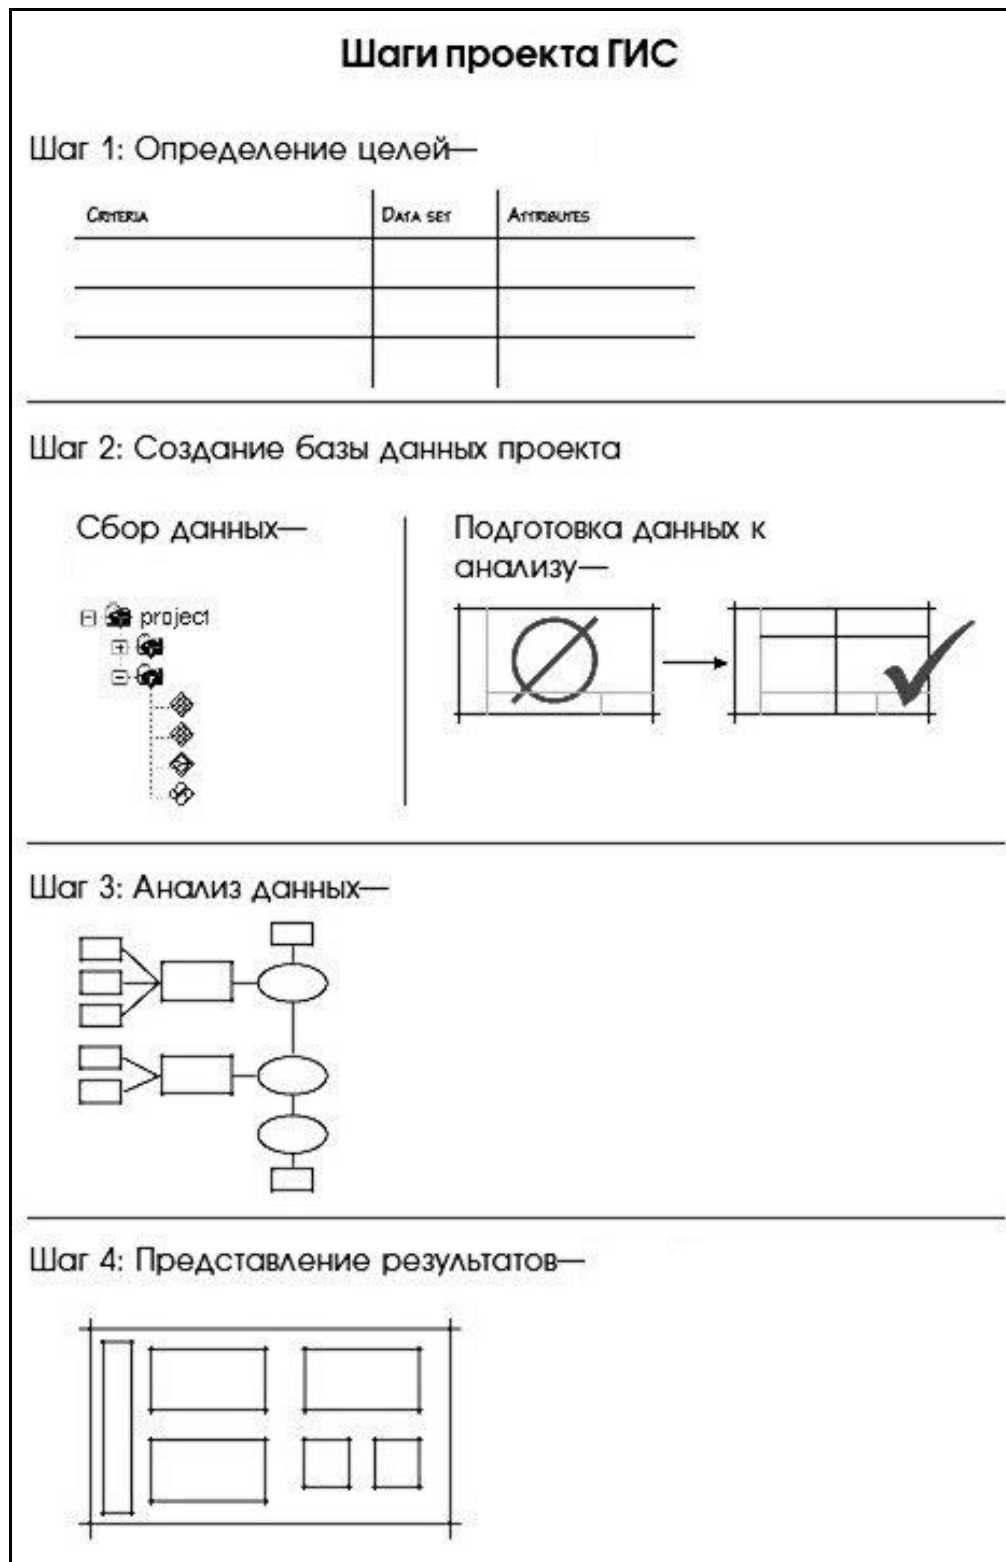 Шаги проекта ГИС
Шаг 1: Определение целей—
CRITERIA
DATA SET
ATTRIBUTES
Шаг 2: Создание базы данных проекта
Сбор данных—
Подготовка данных к
анализу—
project
Шаг 3: Анализ данных—
Шаг 4: Представление результатов—